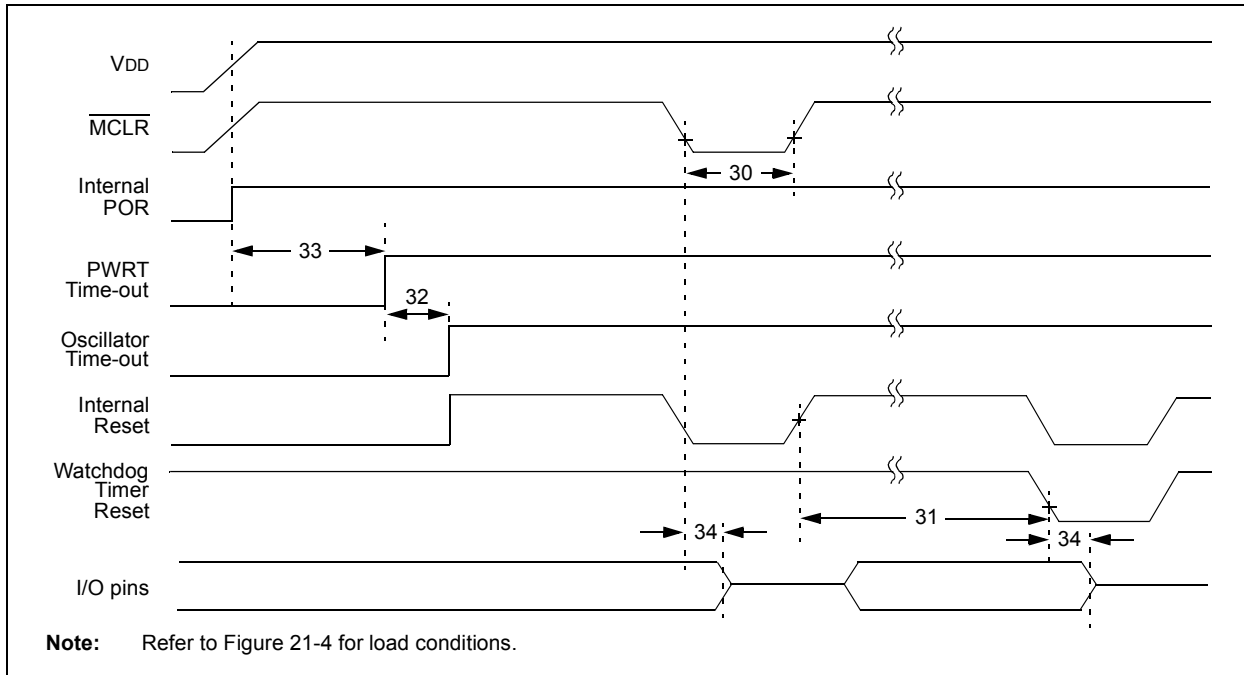 VDD
MCLR
30
Internal
POR
33
PWRT
Time-out
32
Oscillator
Time-out
Internal
Reset
Watchdog
Timer
Reset
31
34
34
I/O pins
Note: Refer to Figure 21-4 for load conditions.